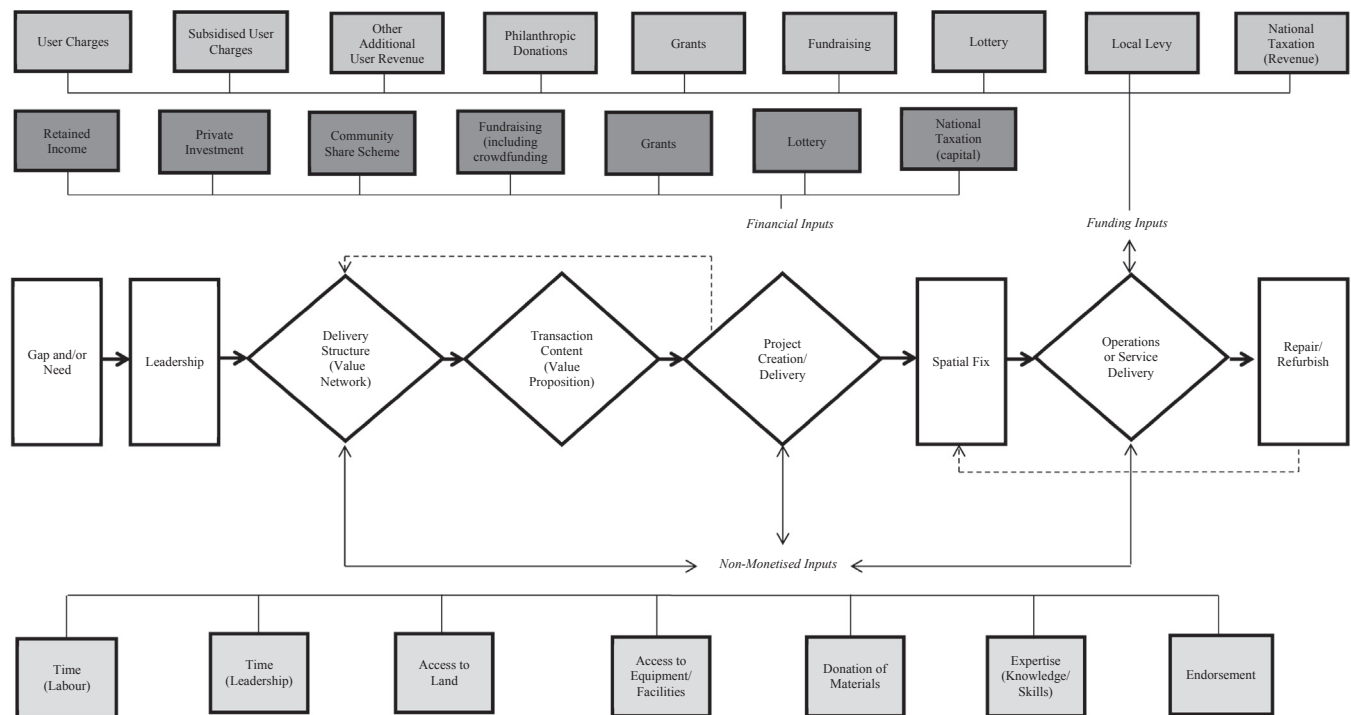 User Charges
Subsidised User
Charges
Other
Additional
User Revenue
Philanthropic
Donations
Grants
Fundraising
Lottery
Local Levy
National
Taxation
(Revenue)
Retained
Income
Private
Investment
Community
Share Scheme
Fundraising
(including
crowdfunding
Grants
Lottery
National
Taxation
(capital)
Financial Inputs
Funding Inputs
Gap and/or
Need
Leadership
Delivery
Structure
(Value
Network)
Transaction
Content
(Value
Proposition)
Project
Creation/
Delivery
Spatial Fix
Operations
or Service
Delivery
Repair/
Refurbish
Non-Monetised Inputs
Time
(Labour)
Time
(Leadership)
Access to
Land
Access to
Equipment/
Facilities
Donation of
Materials
Expertise
(Knowledge/
Skills)
Endorsement